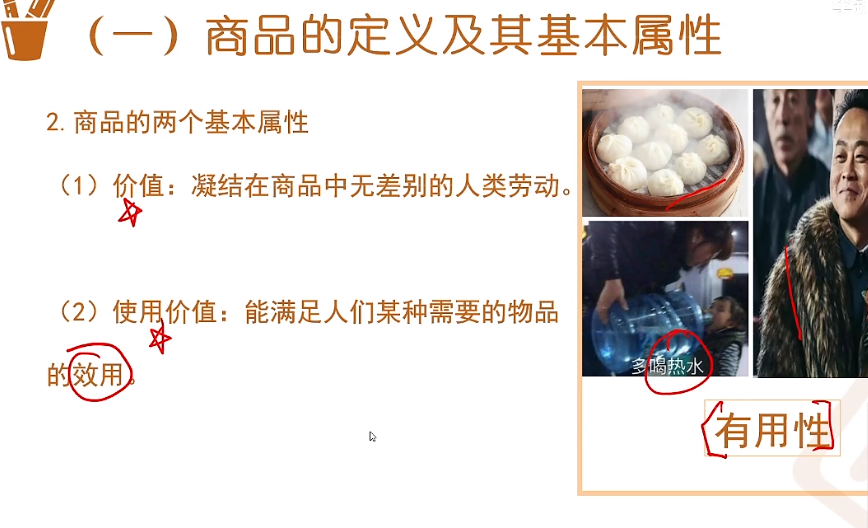 （一）商品的定义及其基本属性
2.商品的两个基本属性
（1）价值：凝结在商品中无差别的人类劳动。
（2）使用价值：能满足人们某种需要的物品
的效用。
多喝热水
有用性